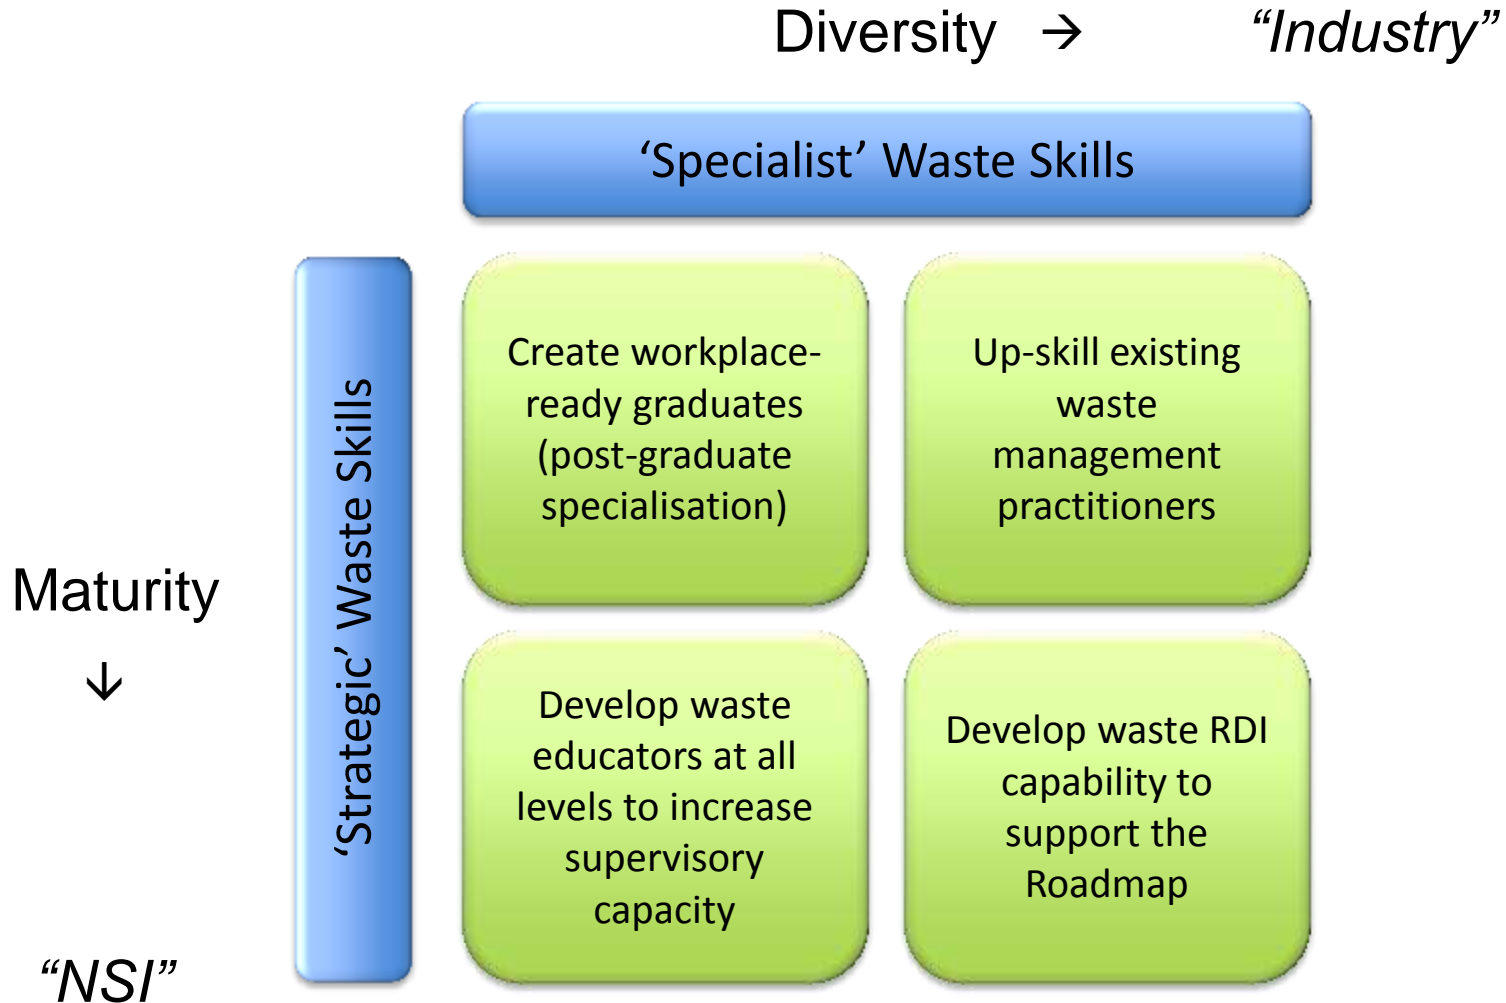 Diversity → “Industry”
‘Specialist’ Waste Skills
‘Strategic’ Waste Skills
Create workplace-
ready graduates
(post-graduate
specialisation)
Up-skill existing
waste
management
practitioners
Maturity
↓
Develop waste
educators at all
levels to increase
supervisory
capacity
Develop waste RDI
capability to
support the
Roadmap
“NSI”